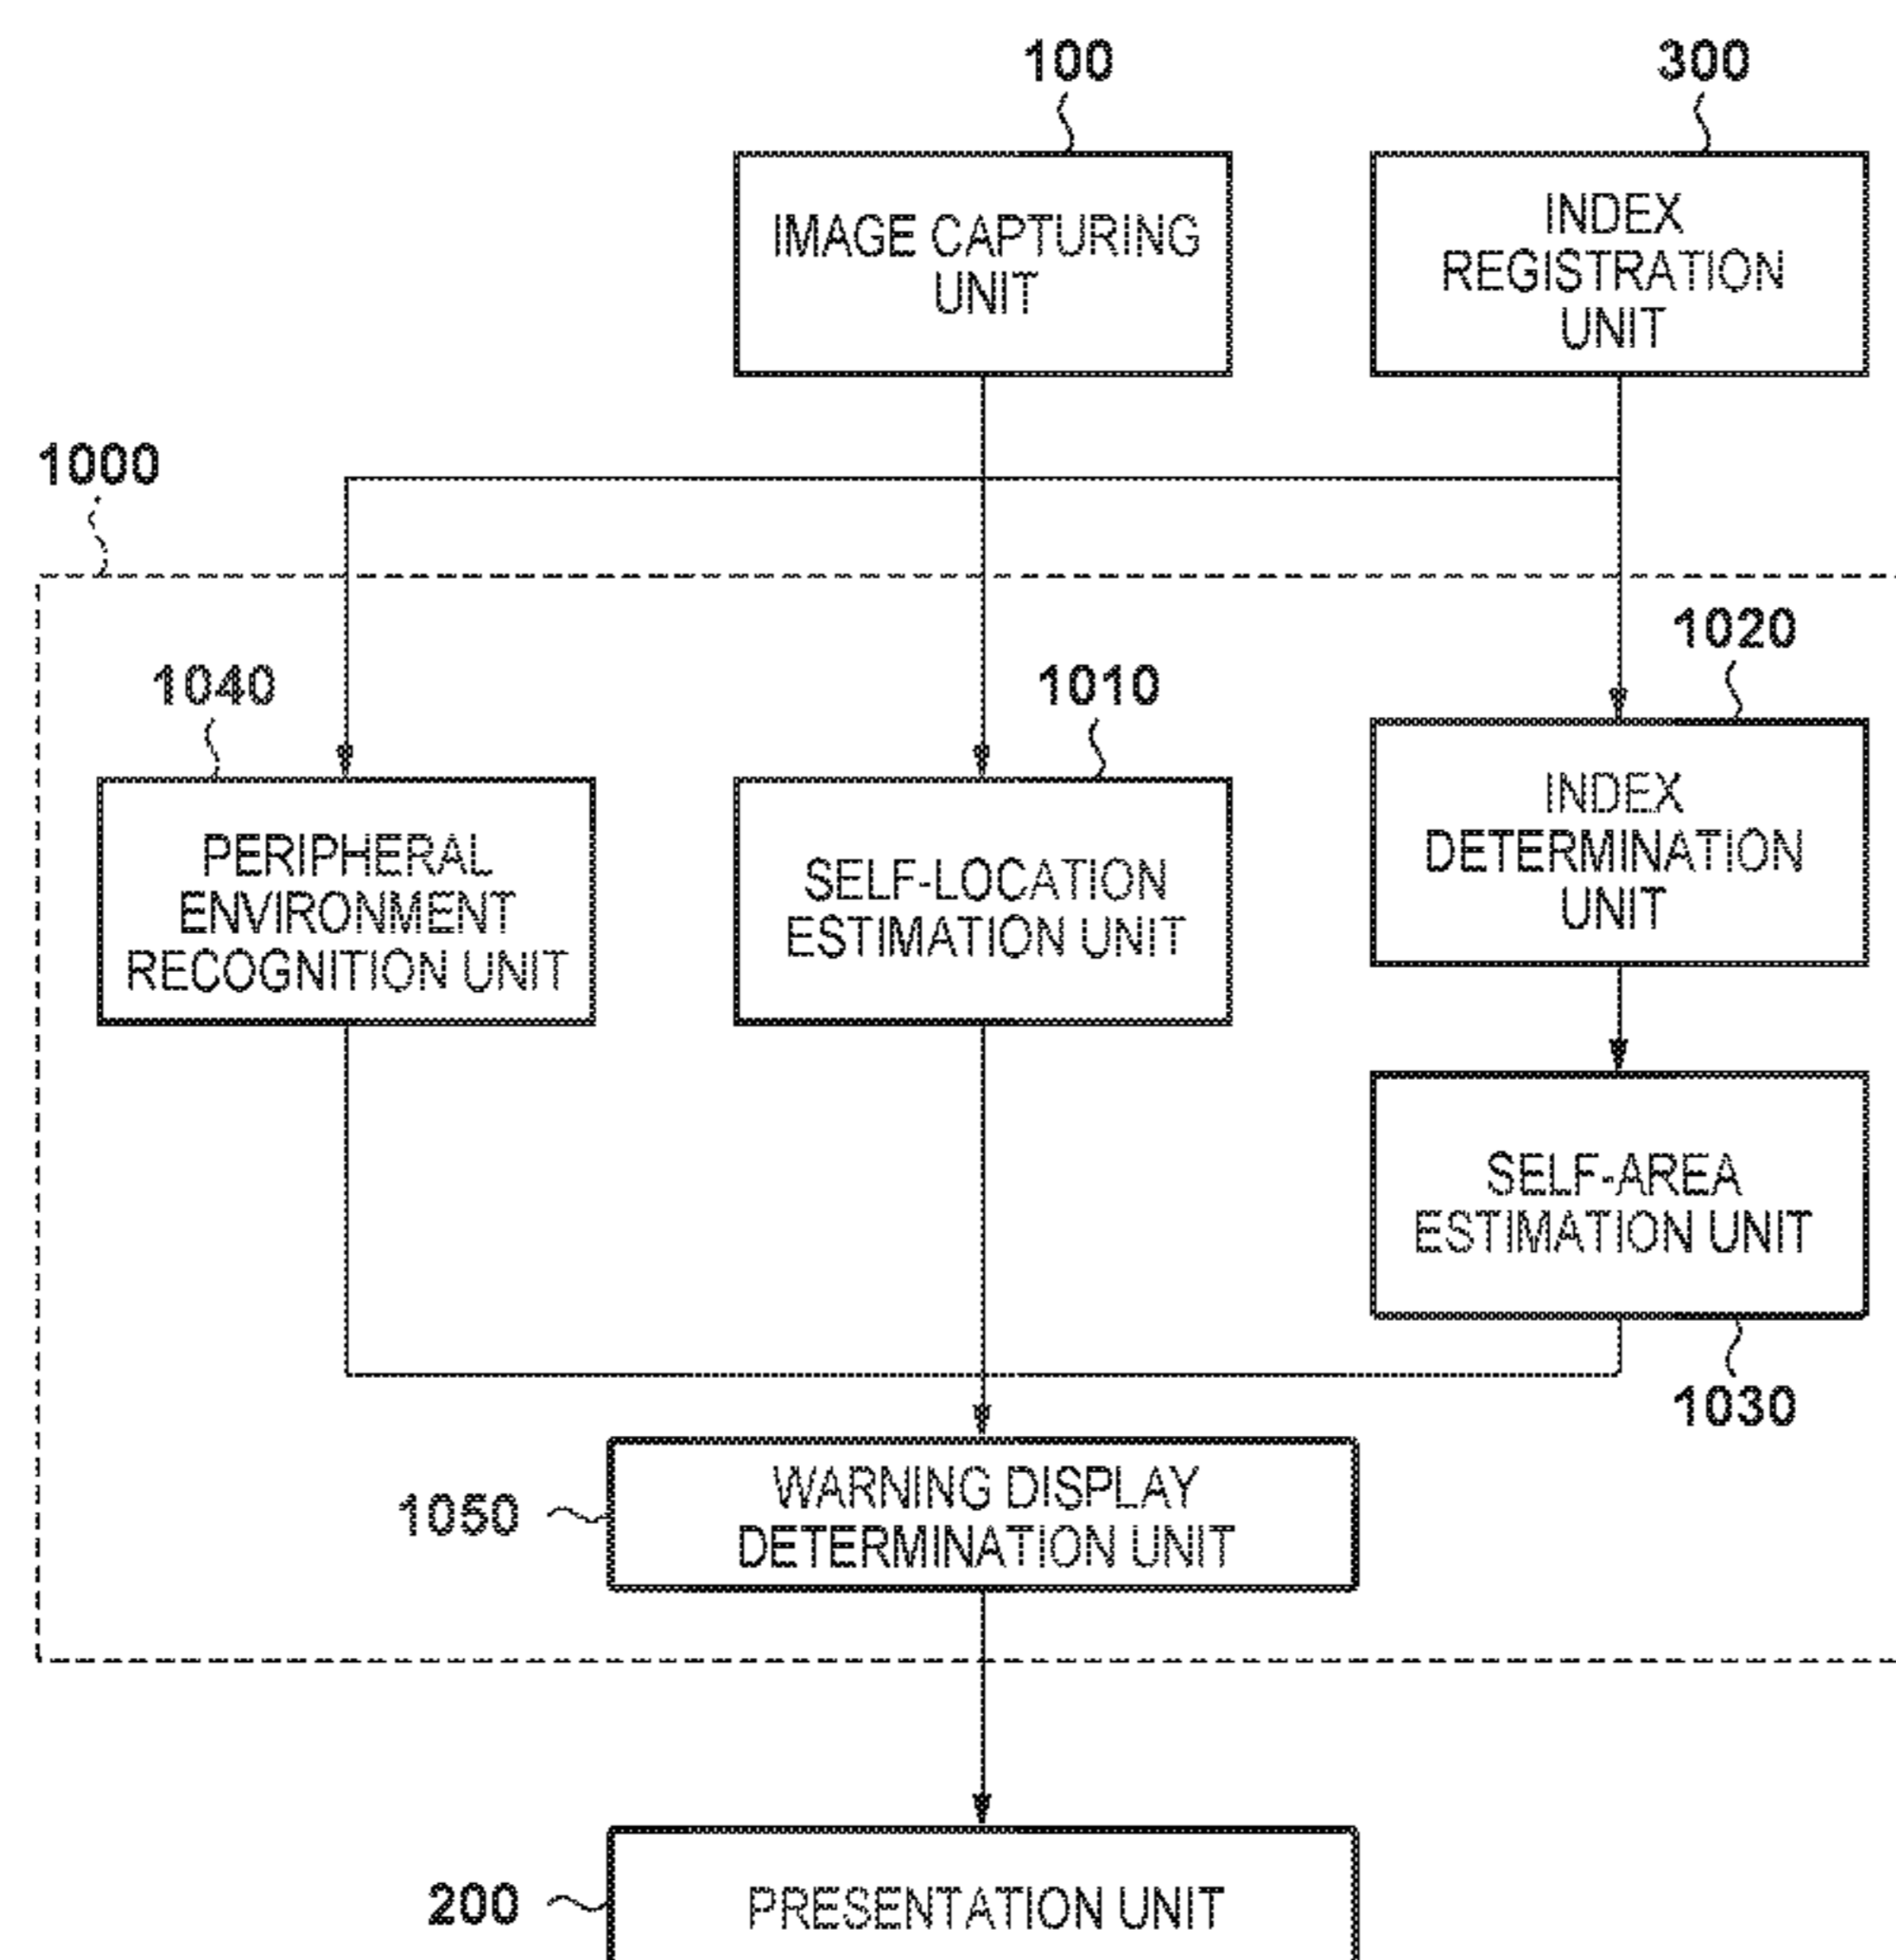 100
300
IMAGE CAPTURING
UNIT
INDEX
REGISTRATION
UNIT
1000
1040
1010
1020
PERIPHERAL
ENVIRONMENT
RECOGNITION UNIT
SELF-LOCATION
ESTIMATION UNIT
INDEX
DETERMINATION
UNIT
SELF-AREA
ESTIMATION UNIT
1030
1050
WARNING DISPLAY
DETERMINATION UNIT
200
PRESENTATION UNIT